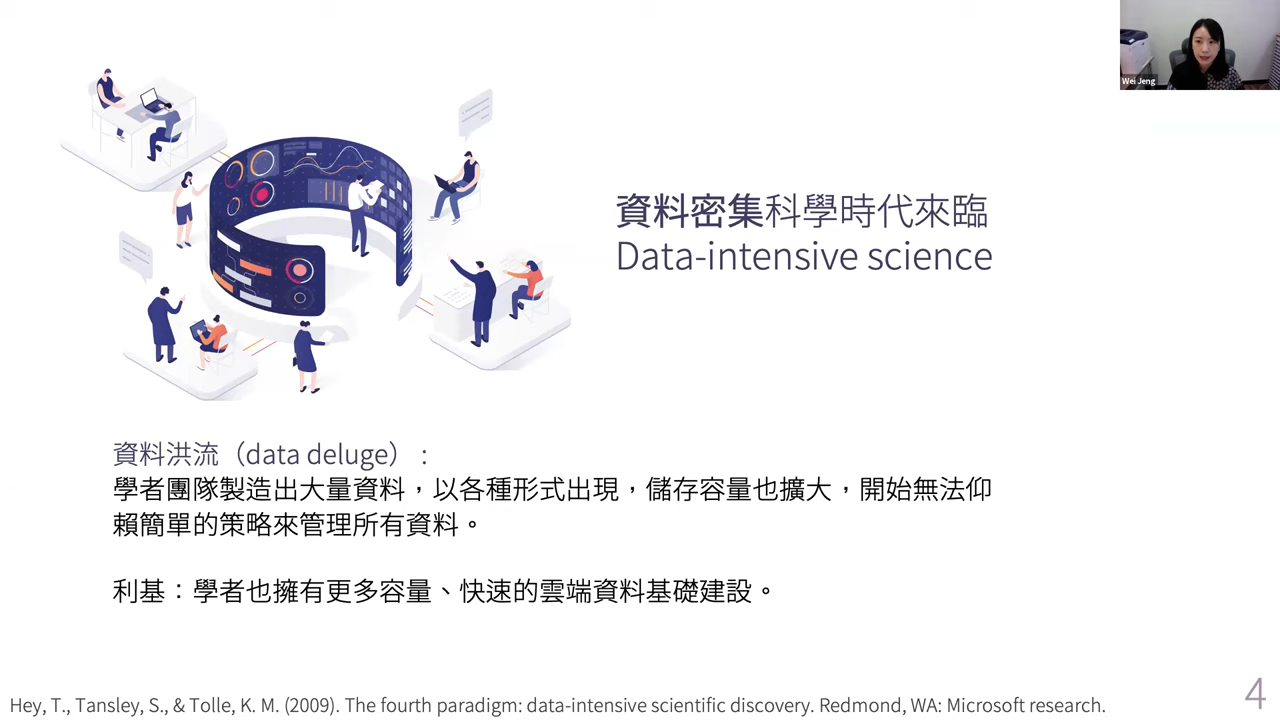 Wei Jeng
資料密集科學時代來臨
Data-intensive science
資料洪流（data deluge）:
學者團隊製造出大量資料，以各種形式出現，儲存容量也擴大，開始無法仰
賴簡單的策略來管理所有資料。
利基：學者也擁有更多容量、快速的雲端資料基礎建設。
Hey, T., Tansley, S., & Tolle, K. M. (2009). The fourth paradigm: data-intensive scientific discovery. Redmond, WA: Microsoft research.
4